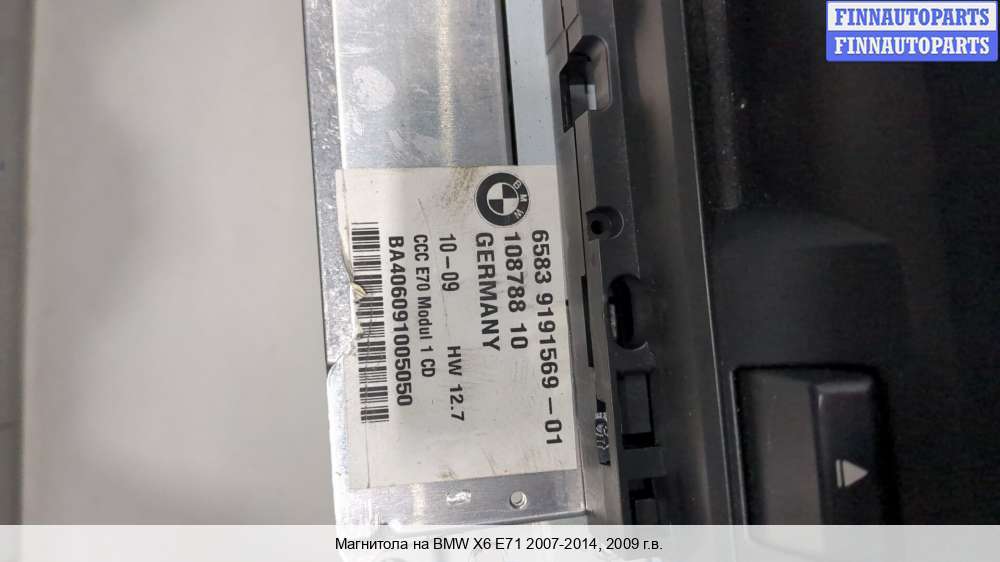 FINNAUTOPARTS
FINNAUTOPARTS
BMW
6583 9191569-01
108788 10
GERMANY
10-09 HW 12.7
CCC E70 Modul 1 CD
BA406091005050
Магнитола на BMW X6 E71 2007-2014, 2009 г.в.